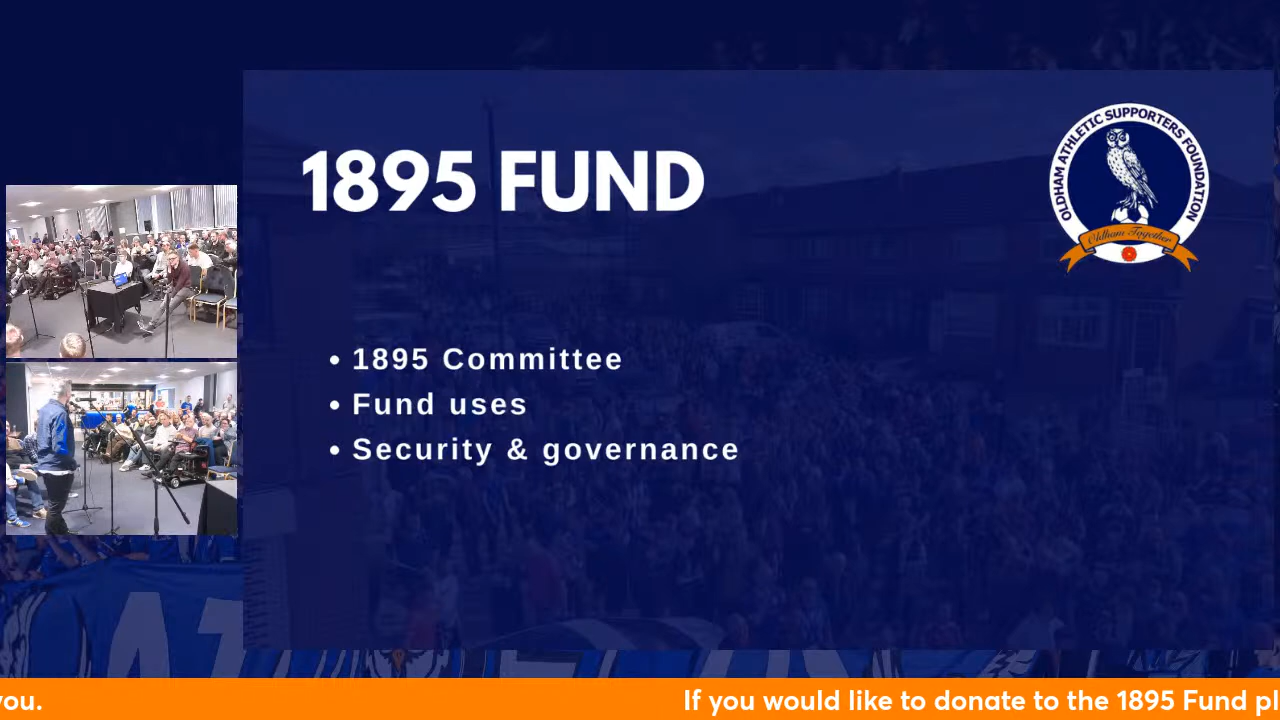 1895 FUND
OLDHAM ATHLETIC SUPPORTERS FOUNDATION
Oldham Together
• 1895 Committee
• Fund uses
• Security & governance
you.
If you would like to donate to the 1895 Fund pl